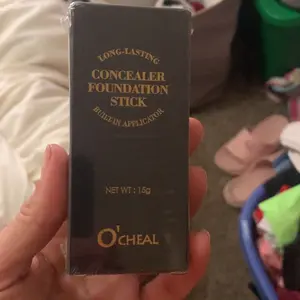 LONG-LASTING
CONCEALER
FOUNDATION
STICK
BUILT-IN APPLICATOR
NET WT : 15g
O'CHEAL